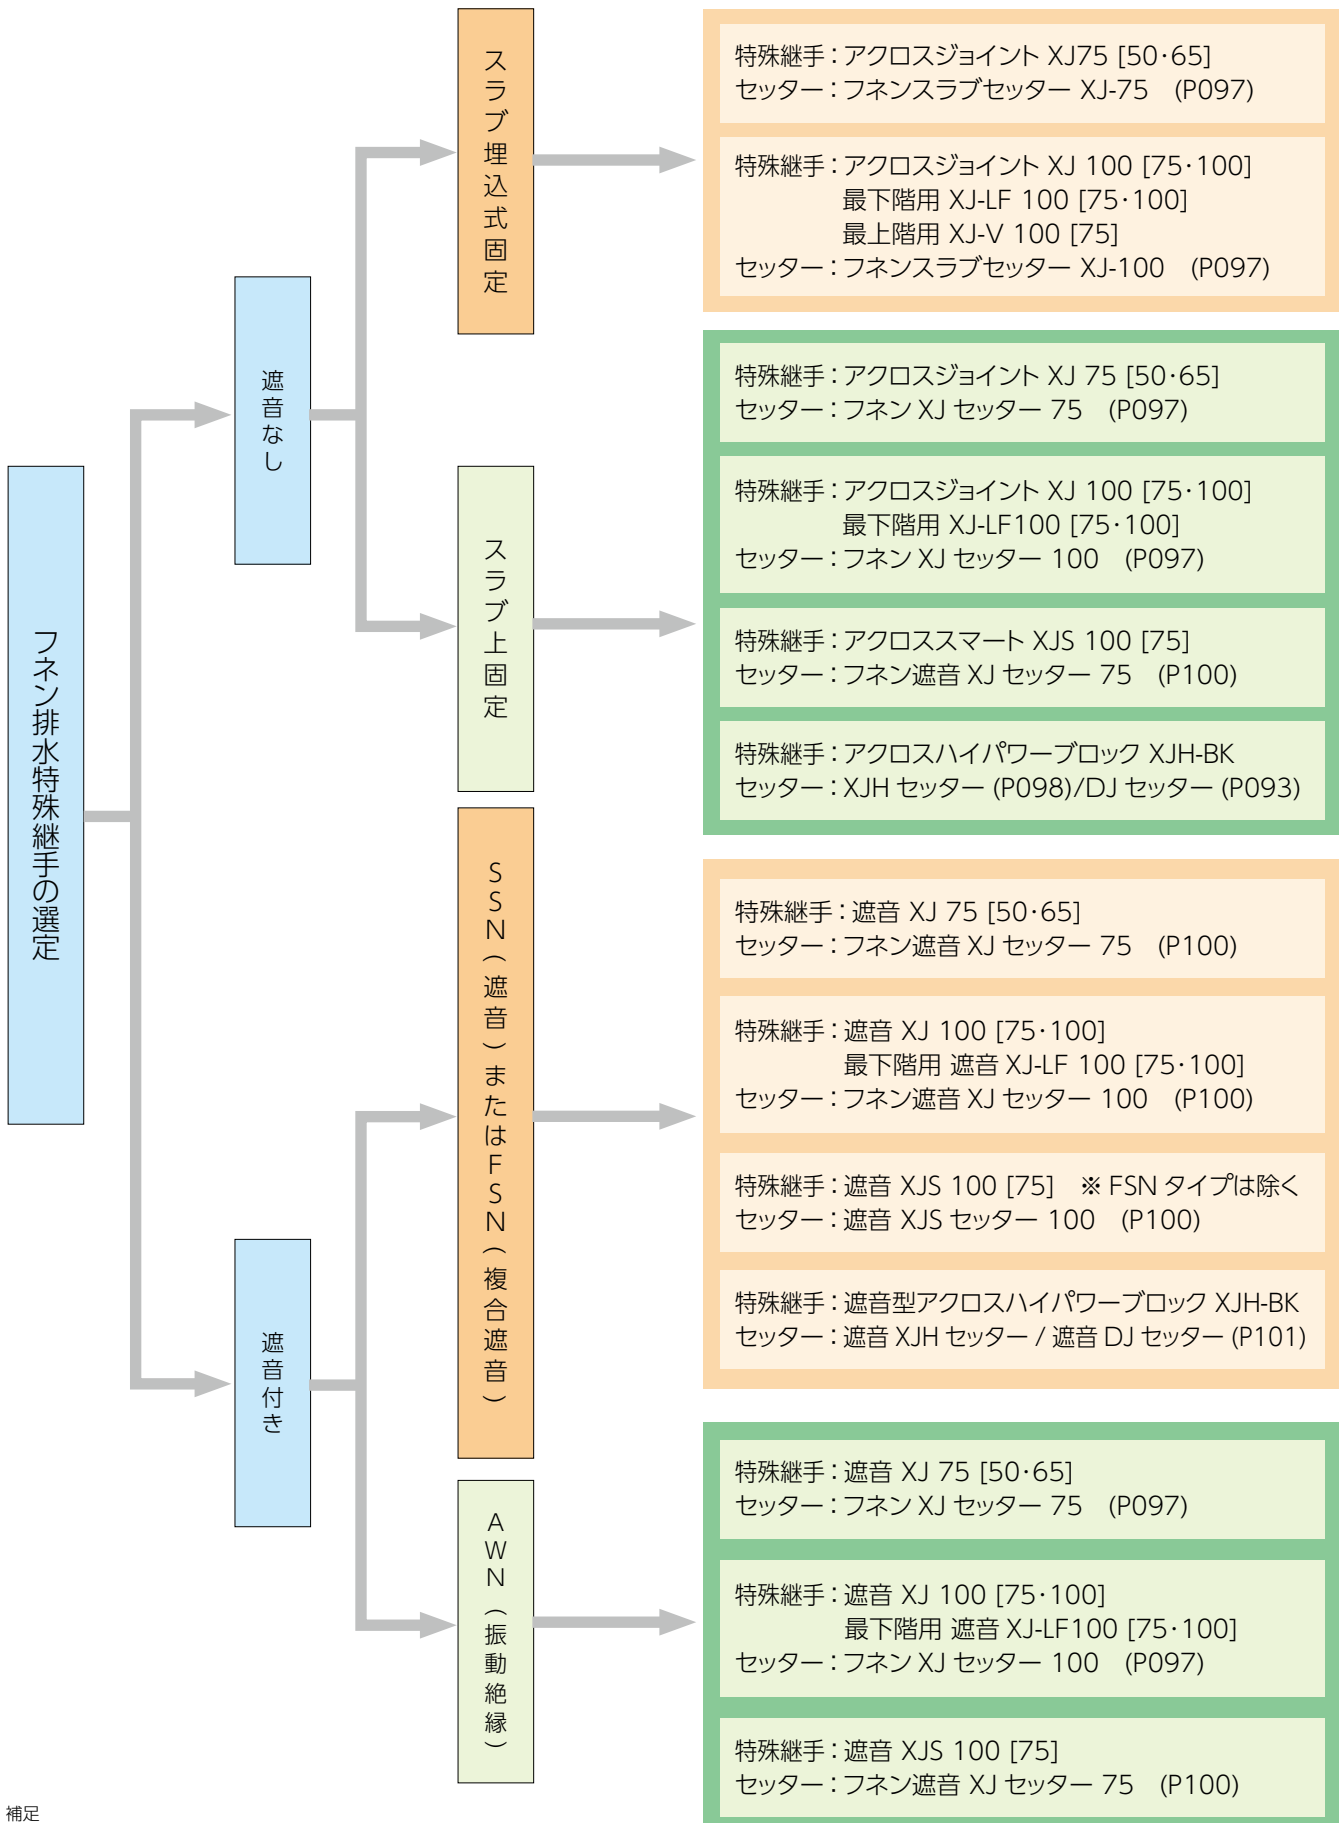 フネン排水特殊継手の選定
遮音なし
スラブ埋込式固定
特殊継手：アクロスジョイント XJ75 [50·65]
セッター：フネンスラブセッター XJ-75　(P097)
特殊継手：アクロスジョイント XJ 100 [75·100]
最下階用 XJ-LF 100 [75·100]
最上階用 XJ-V 100 [75]
セッター：フネンスラブセッター XJ-100　(P097)
スラブ上固定
特殊継手：アクロスジョイント XJ 75 [50·65]
セッター：フネン XJ セッター 75　(P097)
特殊継手：アクロスジョイント XJ 100 [75·100]
最下階用 XJ-LF100 [75·100]
セッター：フネン XJ セッター 100　(P097)
特殊継手：アクロススマート XJS 100 [75]
セッター：フネン遮音 XJ セッター 75　(P100)
特殊継手：アクロスハイパワーブロック XJH-BK
セッター：XJH セッター (P098)/DJ セッター (P093)
遮音付き
SSN（遮音）またはFSN（複合遮音）
特殊継手：遮音 XJ 75 [50·65]
セッター：フネン遮音 XJ セッター 75　(P100)
特殊継手：遮音 XJ 100 [75·100]
最下階用 遮音 XJ-LF 100 [75·100]
セッター：フネン遮音 XJ セッター 100　(P100)
特殊継手：遮音 XJS 100 [75]　※ FSN タイプは除く
セッター：遮音 XJS セッター 100　(P100)
特殊継手：遮音型アクロスハイパワーブロック XJH-BK
セッター：遮音 XJH セッター / 遮音 DJ セッター (P101)
AWN（振動絶縁）
特殊継手：遮音 XJ 75 [50·65]
セッター：フネン XJ セッター 75　(P097)
特殊継手：遮音 XJ 100 [75·100]
最下階用 遮音 XJ-LF100 [75·100]
セッター：フネン XJ セッター 100　(P097)
特殊継手：遮音 XJS 100 [75]
セッター：フネン遮音 XJ セッター 75　(P100)
補足